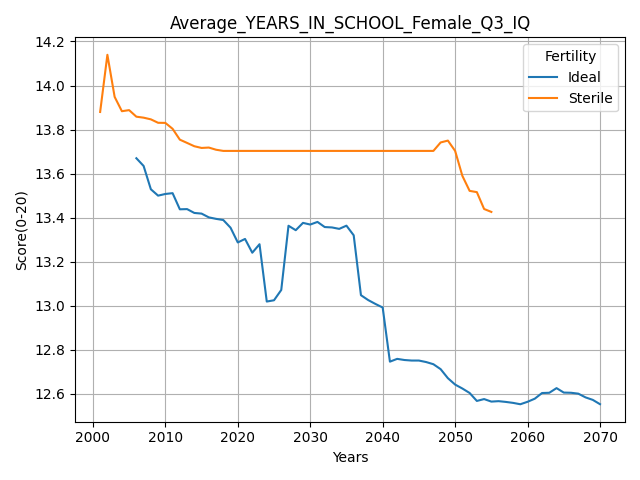 Average_YEARS_IN_SCHOOL_Female_Q3_IQ
Fertility
Ideal
Sterile
Score(0-20)
14.2
14.0
13.8
13.6
13.4
13.2
13.0
12.8
12.6
2000 2010 2020 2030 2040 2050 2060 2070
Years